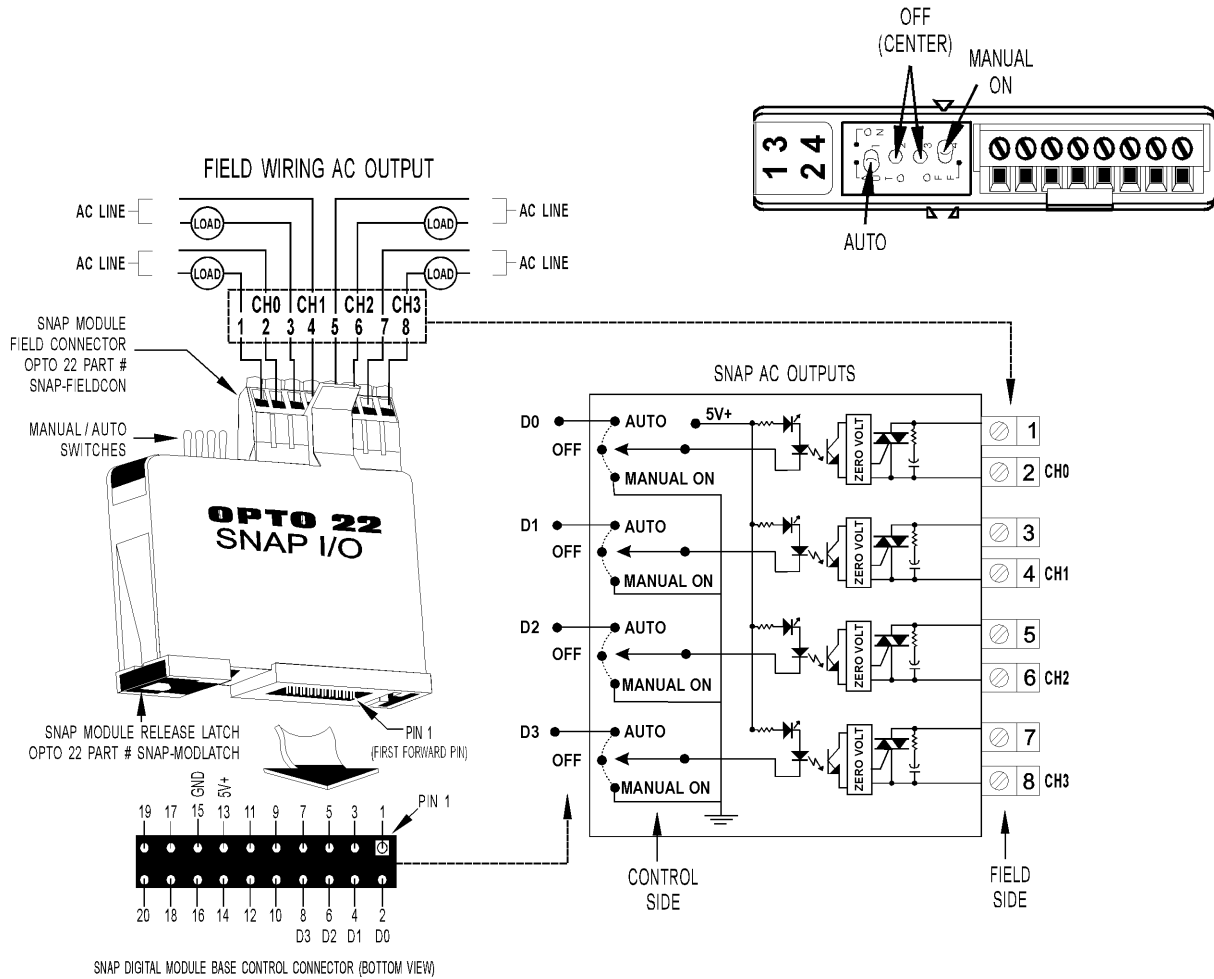 OFF
(CENTER)
MANUAL
ON
1 3
2 4
O N
1 2 3 4
A U T O
O F F
AUTO
FIELD WIRING AC OUTPUT
AC LINE
LOAD
LOAD
AC LINE
AC LINE
LOAD
LOAD
AC LINE
CH0 CH1 CH2 CH3
1 2 3 4 5 6 7 8
SNAP MODULE
FIELD CONNECTOR
OPTO 22 PART #
SNAP-FIELDCON
MANUAL / AUTO
SWITCHES
OPTO 22
SNAP I/O
SNAP MODULE RELEASE LATCH
OPTO 22 PART # SNAP-MODLATCH
PIN 1
(FIRST FORWARD PIN)
GND 5V+
19 17 15 13 11 9 7 5 3 1
PIN 1
20 18 16 14 12 10 8 6 4 2
D3 D2 D1 D0
SNAP DIGITAL MODULE BASE CONTROL CONNECTOR (BOTTOM VIEW)
SNAP AC OUTPUTS
D0 AUTO 5V+
OFF
MANUAL ON
ZERO VOLT
1
2 CH0
D1 AUTO
OFF
MANUAL ON
ZERO VOLT
3
4 CH1
D2 AUTO
OFF
MANUAL ON
ZERO VOLT
5
6 CH2
D3 AUTO
OFF
MANUAL ON
ZERO VOLT
7
8 CH3
CONTROL
SIDE
FIELD
SIDE